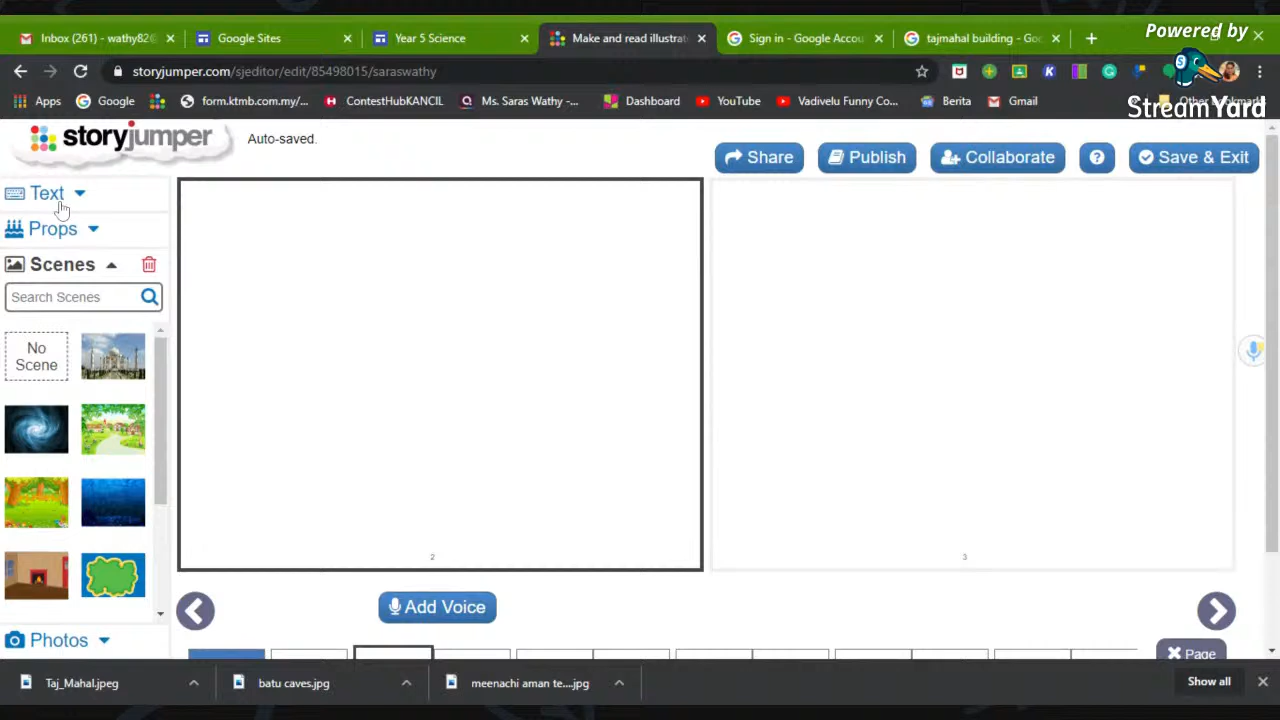 Powered by
StreamYard
Inbox (261) - wathy82@
Google Sites
Year 5 Science
Make and read illustrat
Sign in - Google Accou
tajmahal building - Goo
storyjumper.com/sjeditor/edit/85498015/saraswathy
Apps
Google
form.ktmb.com.my/...
ContestHubKANCIL
Ms. Saras Wathy -...
Dashboard
YouTube
Vadivelu Funny Co...
Berita
Gmail
storyjumper
Auto-saved.
Share
Publish
Collaborate
?
Save & Exit
Text
Props
Scenes
Search Scenes
No
Scene
Photos
2
3
Add Voice
Page
Taj_Mahal.jpeg
batu caves.jpg
meenachi aman te....jpg
Show all